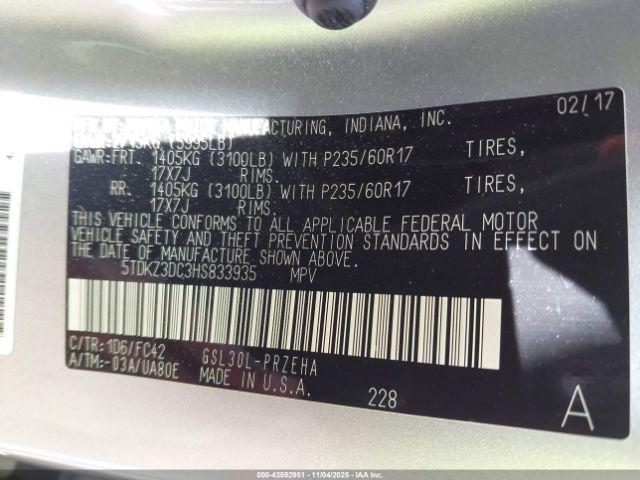 02/17
MANUFACTURING, INDIANA, INC.
(5995LB)
GAWR:FRT. 1405KG (3100LB) WITH P235/60R17 TIRES,
17X7J RIMS.
RR. 1405KG (3100LB) WITH P235/60R17 TIRES,
17X7J RIMS.
THIS VEHICLE CONFORMS TO ALL APPLICABLE FEDERAL MOTOR
VEHICLE SAFETY AND THEFT PREVENTION STANDARDS IN EFFECT ON
THE DATE OF MANUFACTURE SHOWN ABOVE.
5TDKZ3DC3HS833935 MPV
C/TR:1D6/FC42 GSL30L-PRZEHA
A/TM:-03A/UA80E MADE IN U.S.A.
228
A
000-43592951 - 11/04/2025 - IAAI